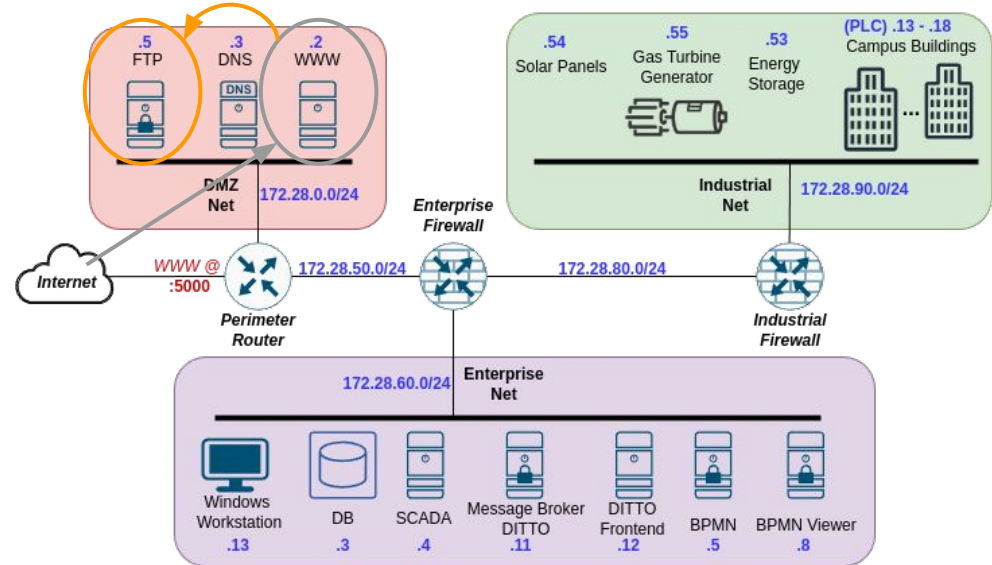 .5
FTP
.3
DNS
.2
WWW
DNS
DMZ
Net
172.28.0.0/24
.54
Solar Panels
.55
Gas Turbine
Generator
.53
Energy
Storage
(PLC) .13 - .18
Campus Buildings
...
Industrial
Net
172.28.90.0/24
Internet
WWW @
:5000
Perimeter
Router
172.28.50.0/24
Enterprise
Firewall
172.28.80.0/24
Industrial
Firewall
172.28.60.0/24
Enterprise
Net
Windows
Workstation
.13
DB
.3
SCADA
.4
Message Broker
DITTO
.11
DITTO
Frontend
.12
BPMN
.5
BPMN Viewer
.8